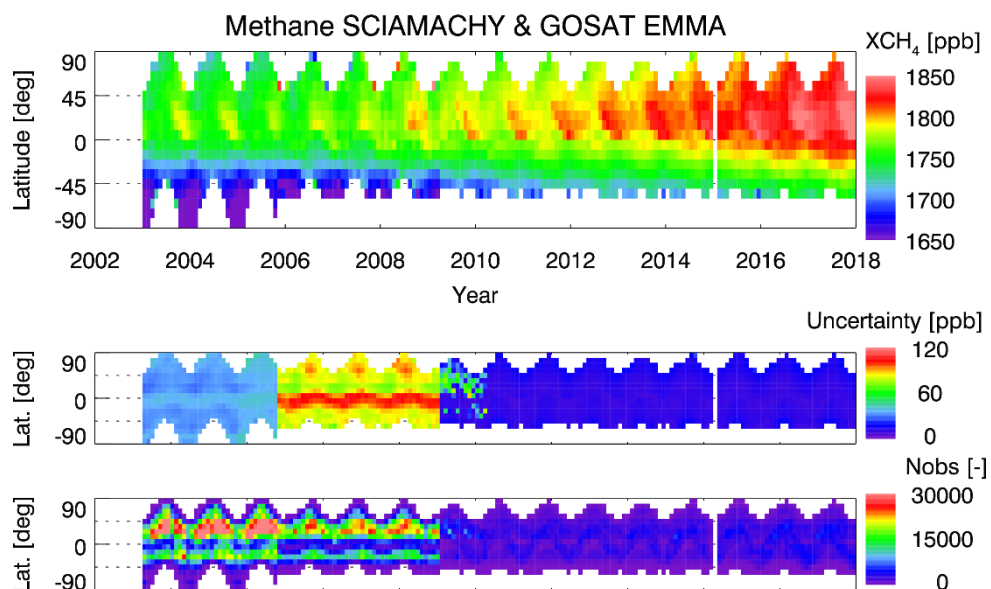 Methane SCIAMACHY & GOSAT EMMA
XCH4 [ppb]
Latitude [deg]
90
45
0
-45
-90
1850
1800
1750
1700
1650
2002 2004 2006 2008 2010 2012 2014 2016 2018
Year
Uncertainty [ppb]
Lat. [deg]
90
0
-90
120
60
0
Nobs [-]
Lat. [deg]
90
0
-90
30000
15000
0